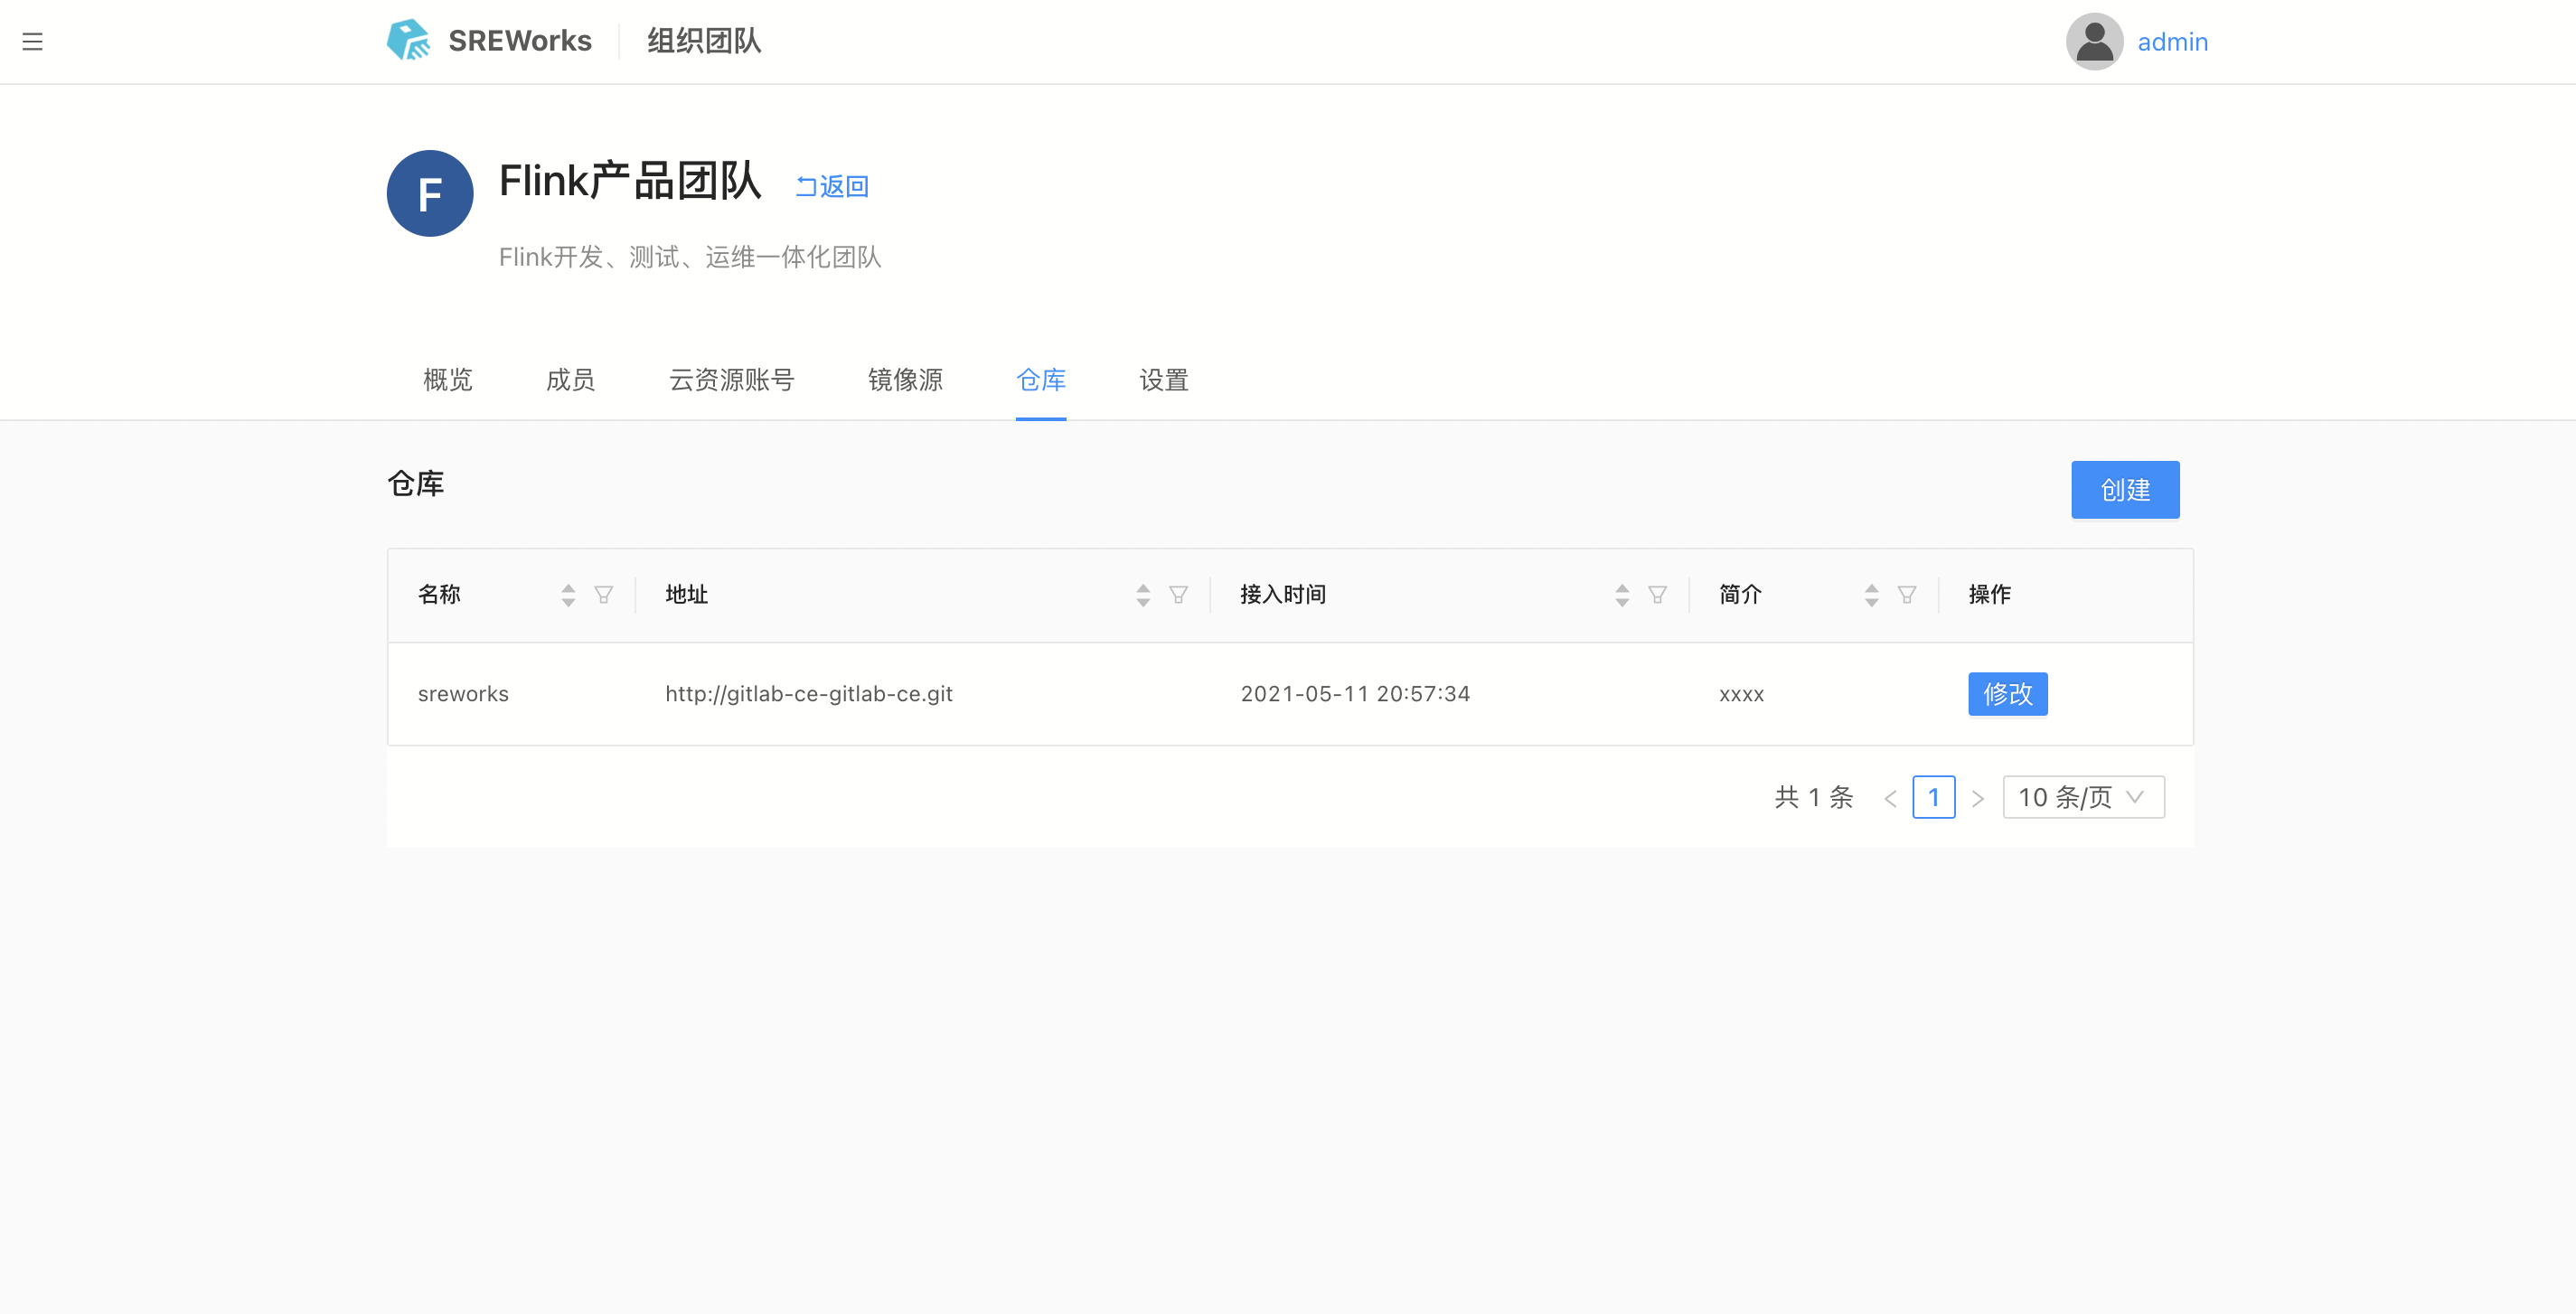 SREWorks 组织团队 admin
F
Flink产品团队 返回
Flink开发、测试、运维一体化团队
概览 成员 云资源账号 镜像源 仓库 设置
仓库 创建
名称 地址 接入时间 简介 操作
sreworks http://gitlab-ce-gitlab-ce.git 2021-05-11 20:57:34 xxxx 修改
共 1 条 < 1 > 10 条/页